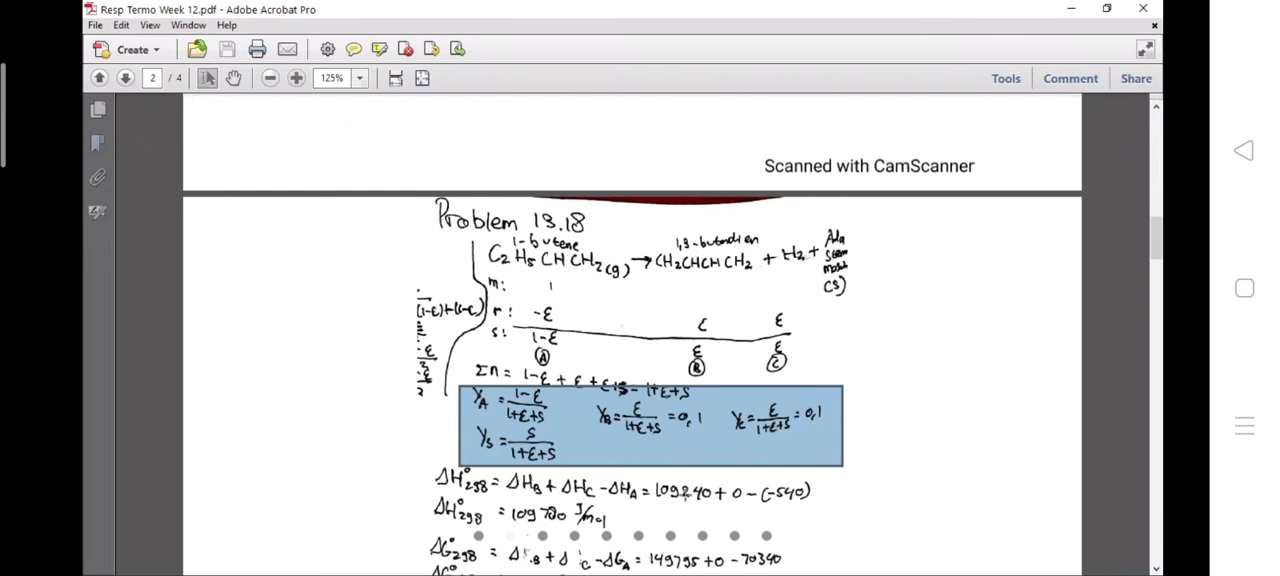 Resp Termo Week 12.pdf - Adobe Acrobat Pro
File Edit View Window Help
Create
2 / 4 125% Tools Comment Share
Scanned with CamScanner
Problem 13.18
1-butene 1,3-butadien Ada
C2H5CHCH2(g) → CH2CHCHCH2 + H2 +
(S)
m: 1
r: -ε ε ε
s: 1-ε ε ε
(A) (B) (C)
Σn = 1-ε + ε + ε+s = 1+ε+s
YA = 1-ε / 1+ε+s YB = ε / 1+ε+s = 0,1 YC = ε / 1+ε+s = 0,1
YS = s / 1+ε+s
ΔH°298 = ΔHB + ΔHC - ΔHA = 109240 + 0 - (-540)
ΔH°298 = 109780 J/mol
ΔG°298 = ΔGB + ΔGC - ΔGA = 149795 + 0 - 70340